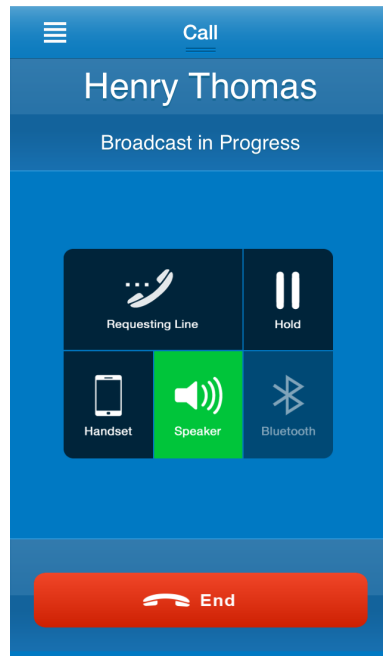 Call
Henry Thomas
Broadcast in Progress
Requesting Line
Hold
Handset
Speaker
Bluetooth
End